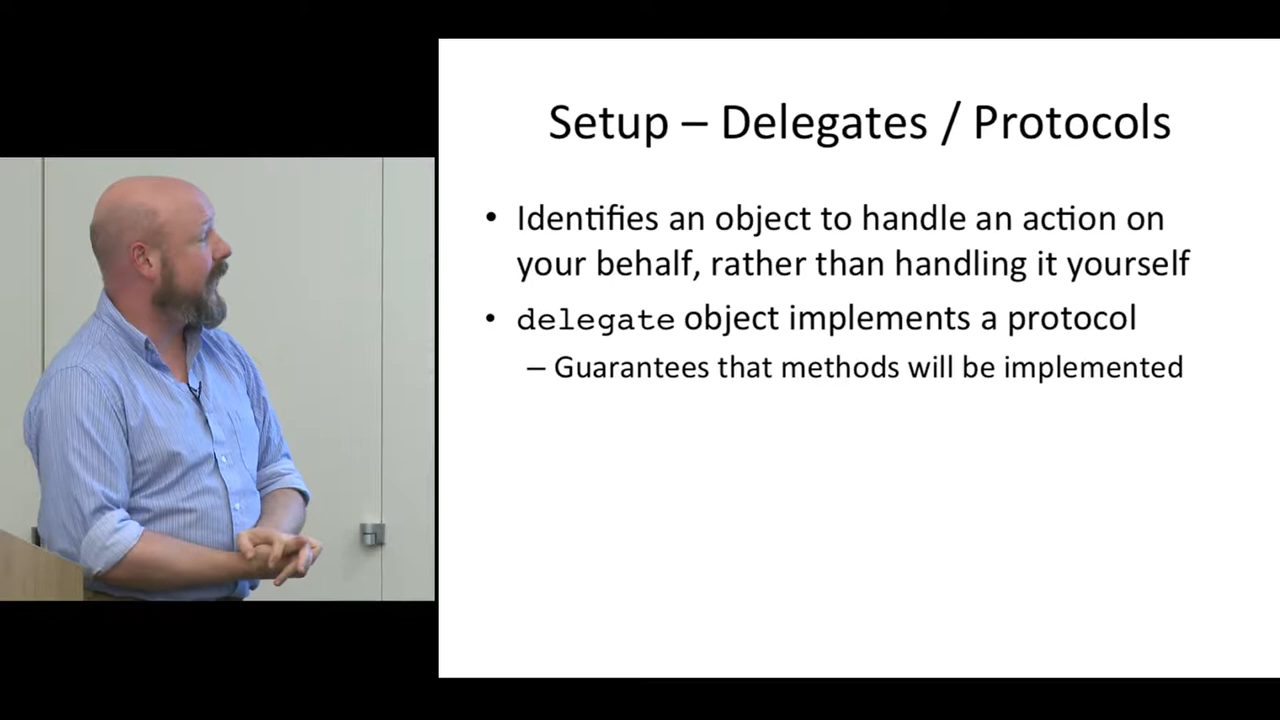 Setup – Delegates / Protocols
• Identifies an object to handle an action on
your behalf, rather than handling it yourself
• delegate object implements a protocol
– Guarantees that methods will be implemented